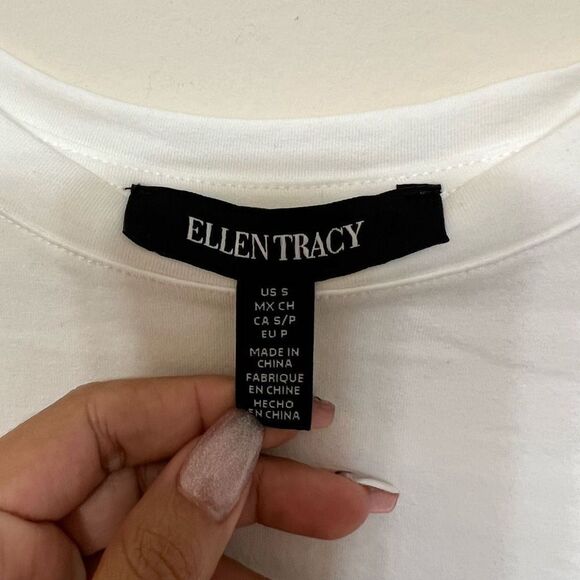 ELLEN TRACY
US S
MX CH
CA S/P
EU P
MADE IN
CHINA
FABRIQUE
EN CHINE
HECHO
EN CHINA